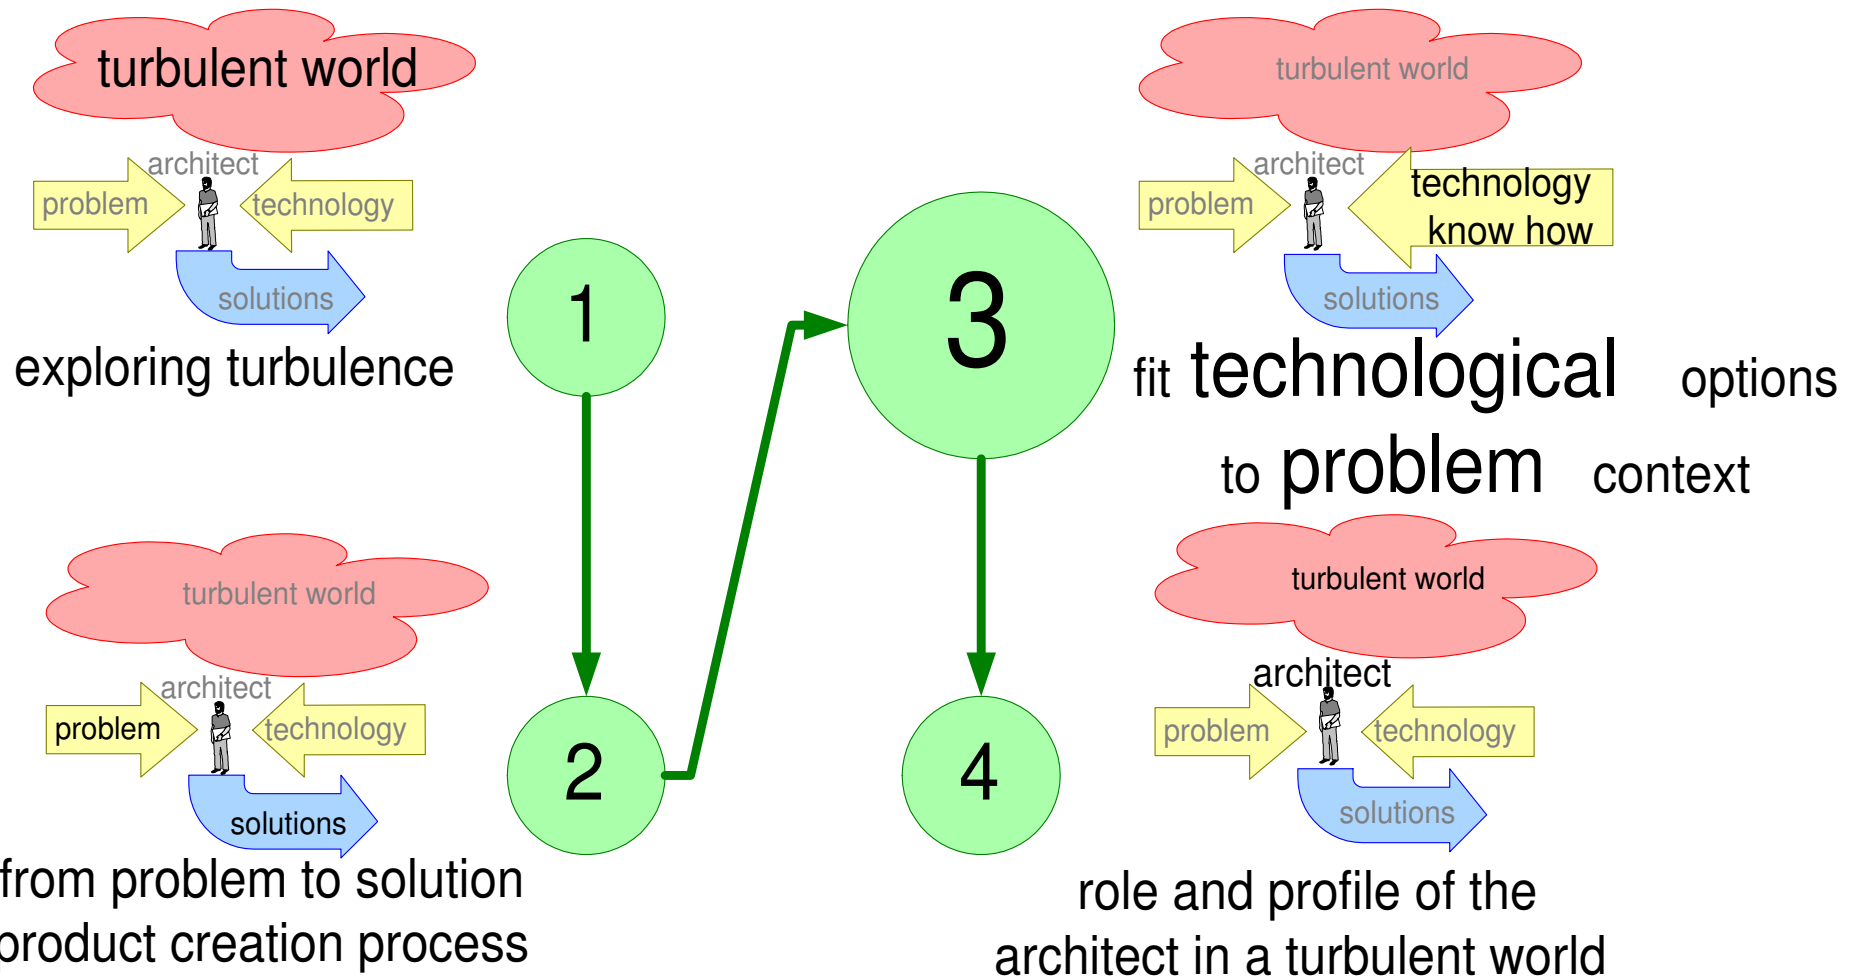 turbulent world
architect
problem
technology
solutions
exploring turbulence
1
turbulent world
architect
problem
technology
solutions
from problem to solution
product creation process
2
3
turbulent world
architect
problem
technology
know how
solutions
fit technological options
to problem context
4
turbulent world
architect
problem
technology
solutions
role and profile of the
architect in a turbulent world